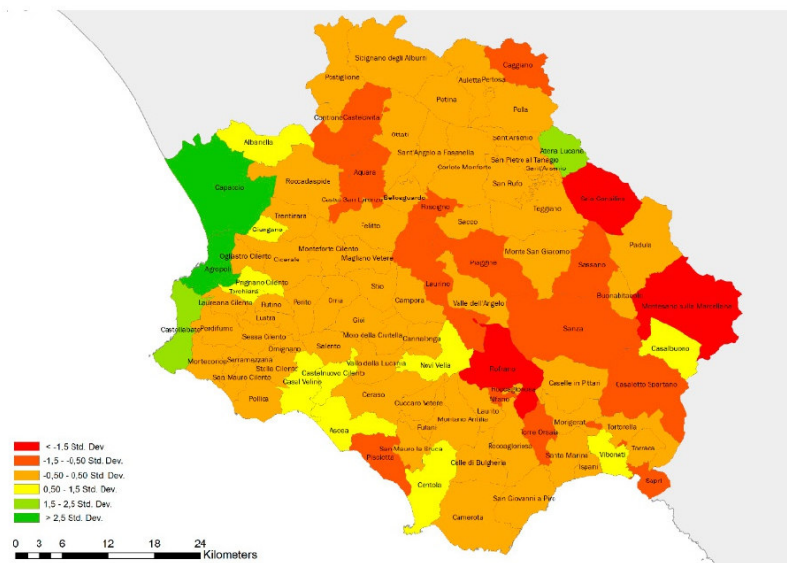 Sicignano degli Alburn
Caggiano
Postiglione
Auletta
Pertosa
Petina
Polla
Controne
Castelcivita
Albanella
Ottati
Sant'Arsenio
Sant'Angelo a Fasanella
Atena Lucana
San Pietro al Tanagro
Corleto Monforte
Sant'Arsenio
Aquara
Roccadaspide
San Rufo
Capaccio
Sala Consilina
Castel San Lorenzo
Bellosguardo
Roscigno
Teggiano
Trentinara
Sacco
Felitto
Giungano
Padula
Monteforte Cilento
Monte San Giacomo
Ogliastro Cilento
Cicerale
Magliano Vetere
Piaggine
Sassano
Agropoli
Prignano Cilento
Stio
Laurino
Torchiara
Buonabitacolo
Valle dell'Angelo
Montesano sulla Marcellana
Laureana Cilento
Rutino
Perito
Orria
Campora
Lustra
Gioi
Castellabate
Perdifumo
Sanza
Sessa Cilento
Salento
Moio della Civitella
Cannalonga
Casalbuono
Omignano
Montecorice
Serramezzana
Vallo della Lucania
Novi Velia
Stella Cilento
Rofrano
Castelnuovo Cilento
San Mauro Cilento
Casal Velino
Caselle in Pittari
Casaletto Spartano
Ceraso
Roccagloriosa
Alfano
Pollica
Cuccaro Vetere
Laurito
Montano Antilia
Morigerati
Tortorella
Ascea
Futani
Torre Orsaia
San Mauro la Bruca
Roccagloriosa
Torraca
Pisciotta
Santa Marina
Vibonati
Celle di Bulgheria
Ispani
Sapri
Centola
San Giovanni a Piro
Camerota
< -1.5 Std. Dev.
-1,5 - -0,50 Std. Dev.
-0,50 - 0,50 Std. Dev.
0,50 - 1,5 Std. Dev.
1,5 - 2,5 Std. Dev.
> 2,5 Std. Dev.
0 3 6 12 18 24
Kilometers